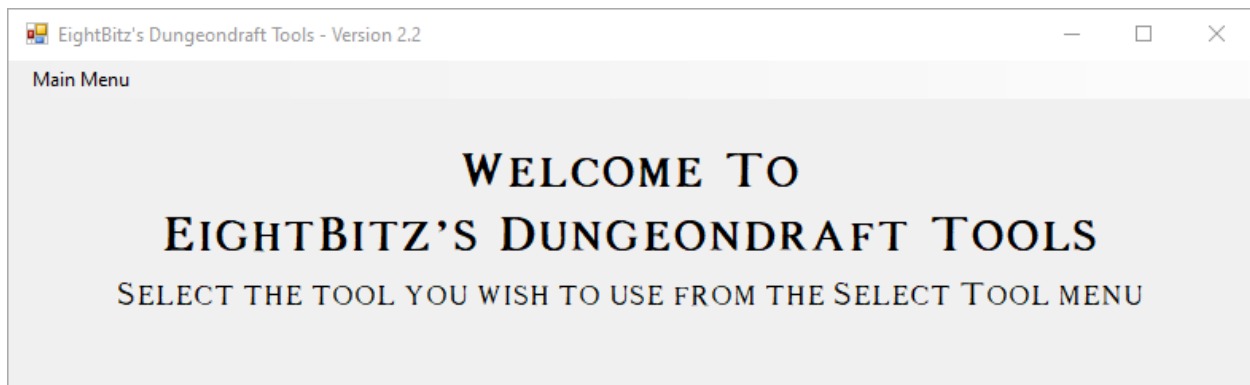 EightBitz's Dungeondraft Tools - Version 2.2
Main Menu
Welcome To
EightBitz's Dungeondraft Tools
Select the tool you wish to use from the Select Tool menu